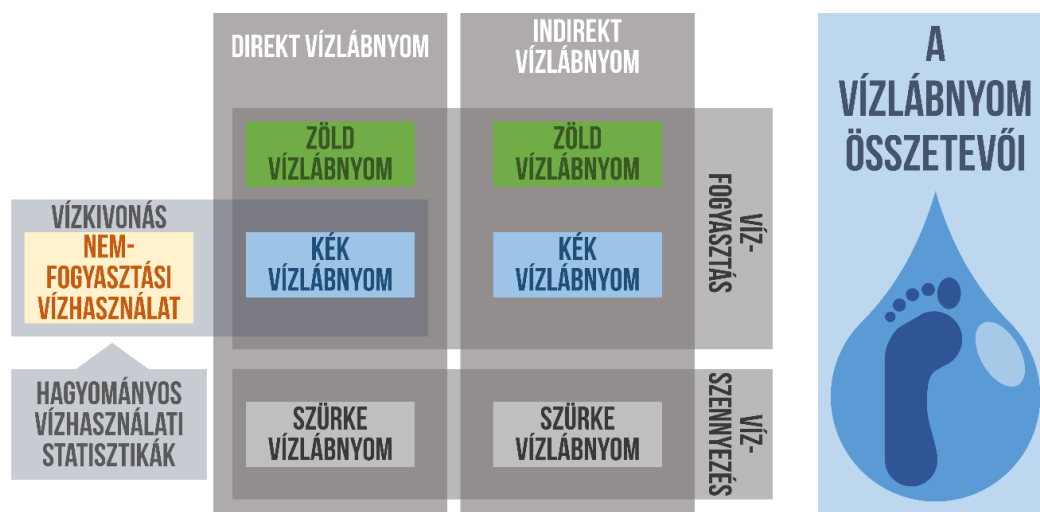 DIREKT VÍZLÁBNYOM
INDIREKT
VÍZLÁBNYOM
ZÖLD
VÍZLÁBNYOM
ZÖLD
VÍZLÁBNYOM
VÍZ-
FOGYASZTÁS
VÍZKIVONÁS
NEM-
FOGYASZTÁSI
VÍZHASZNÁLAT
KÉK
VÍZLÁBNYOM
KÉK
VÍZLÁBNYOM
HAGYOMÁNYOS
VÍZHASZNÁLATI
STATISZTIKÁK
SZÜRKE
VÍZLÁBNYOM
SZÜRKE
VÍZLÁBNYOM
VÍZ-
SZENNYEZÉS
A
VÍZLÁBNYOM
ÖSSZETEVŐI